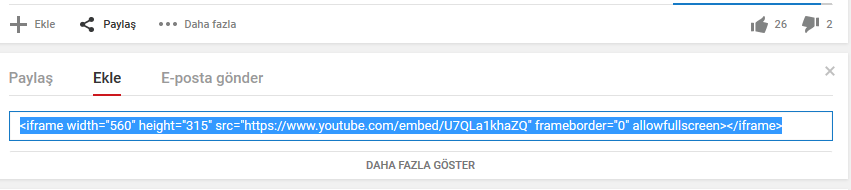 Ekle Paylaş Daha fazla 26 2
Paylaş Ekle E-posta gönder
<iframe width="560" height="315" src="https://www.youtube.com/embed/U7QLa1khaZQ" frameborder="0" allowfullscreen></iframe>
DAHA FAZLA GÖSTER